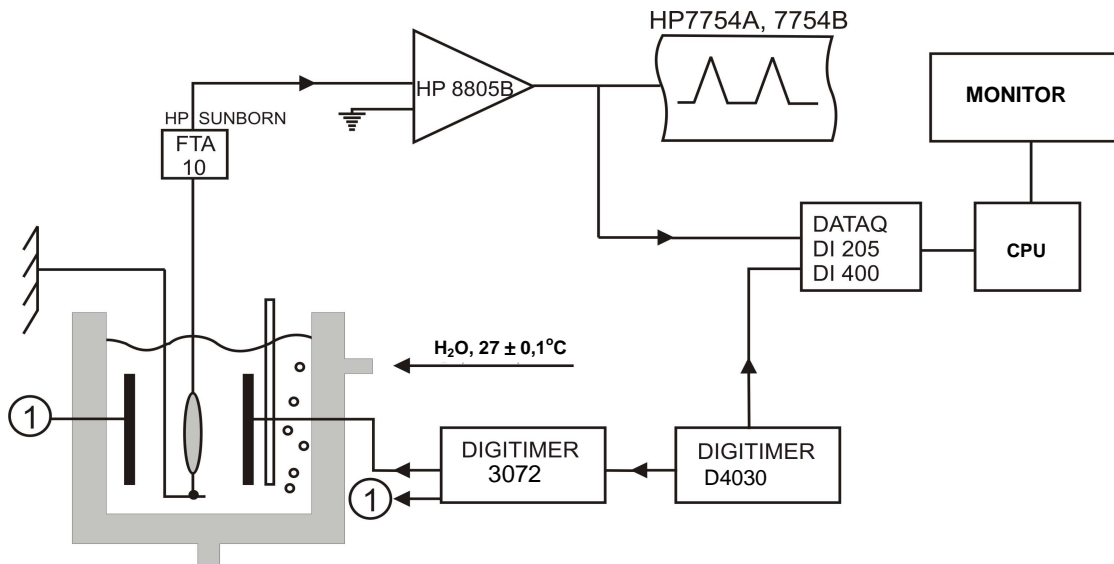 HP7754A, 7754B
HP 8805B
MONITOR
HP SUNBORN
FTA
10
DATAQ
DI 205
DI 400
CPU
H₂O, 27 ± 0,1°C
1
DIGITIMER
3072
DIGITIMER
D4030
1